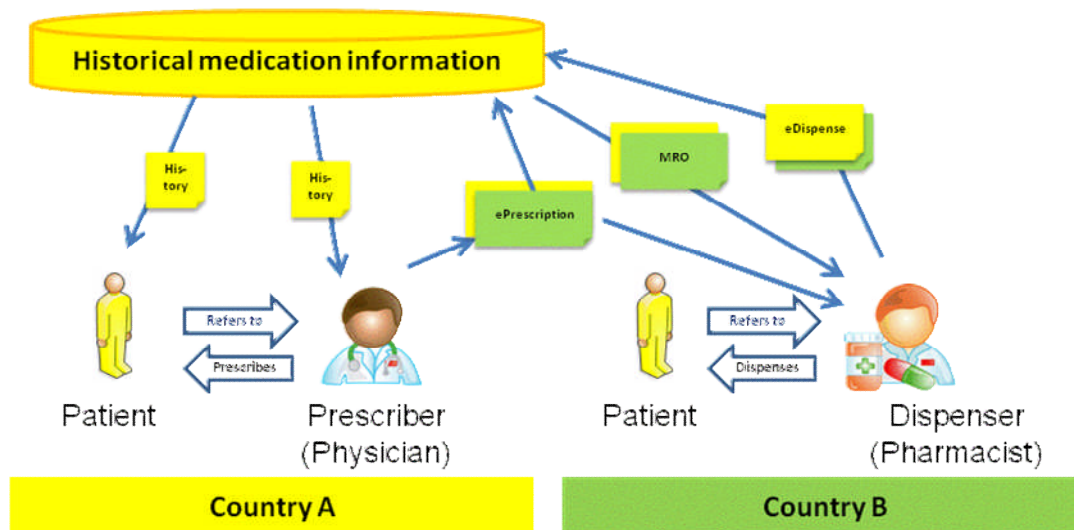 Historical medication information
eDispense
MRO
His-
tory
His-
tory
ePrescription
Refers to
Prescribes
Refers to
Dispenses
Patient
Prescriber
(Physician)
Patient
Dispenser
(Pharmacist)
Country A
Country B